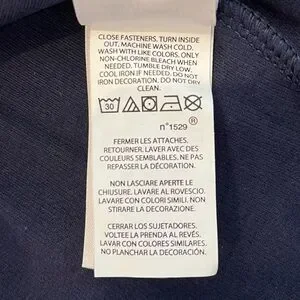 CLOSE FASTENERS, TURN INSIDE
OUT, MACHINE WASH COLD.
WASH WITH LIKE COLORS. ONLY
NON-CHLORINE BLEACH WHEN
NEEDED. TUMBLE DRY LOW.
COOL IRON IF NEEDED. DO NOT
IRON DECORATION. DO NOT DRY
CLEAN.
30
n°1529 ®
FERMER LES ATTACHES.
RETOURNER. LAVER AVEC DES
COULEURS SEMBLABLES. NE PAS
REPASSER LA DÉCORATION.
NON LASCIARE APERTE LE
CHIUSURE. LAVARE AL ROVESCIO.
LAVARE CON COLORI SIMILI. NON
STIRARE LA DECORAZIONE.
CERRAR LOS SUJETADORES.
VOLTEE LA PRENDA AL REVÉS.
LAVAR CON COLORES SIMILARES.
NO PLANCHAR LA DECORACIÓN.